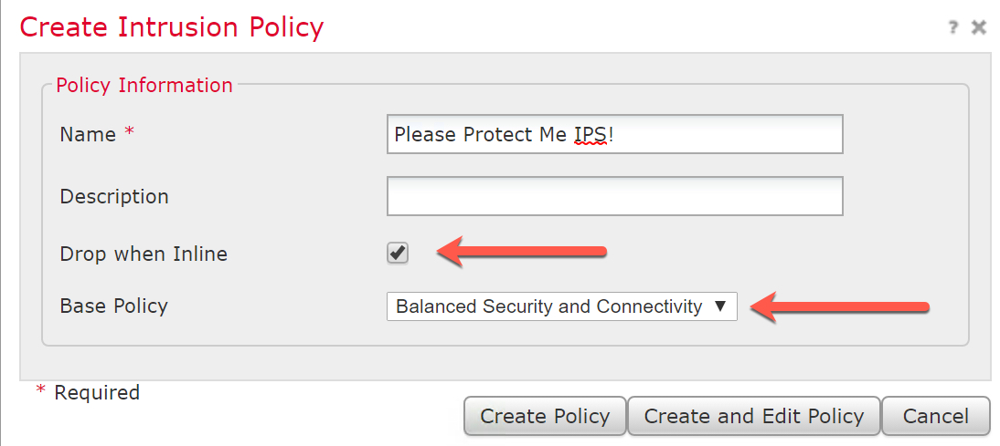 Create Intrusion Policy ?
Policy Information
Name * Please Protect Me IPS!
Description
Drop when Inline
Base Policy Balanced Security and Connectivity
* Required
Create Policy Create and Edit Policy Cancel